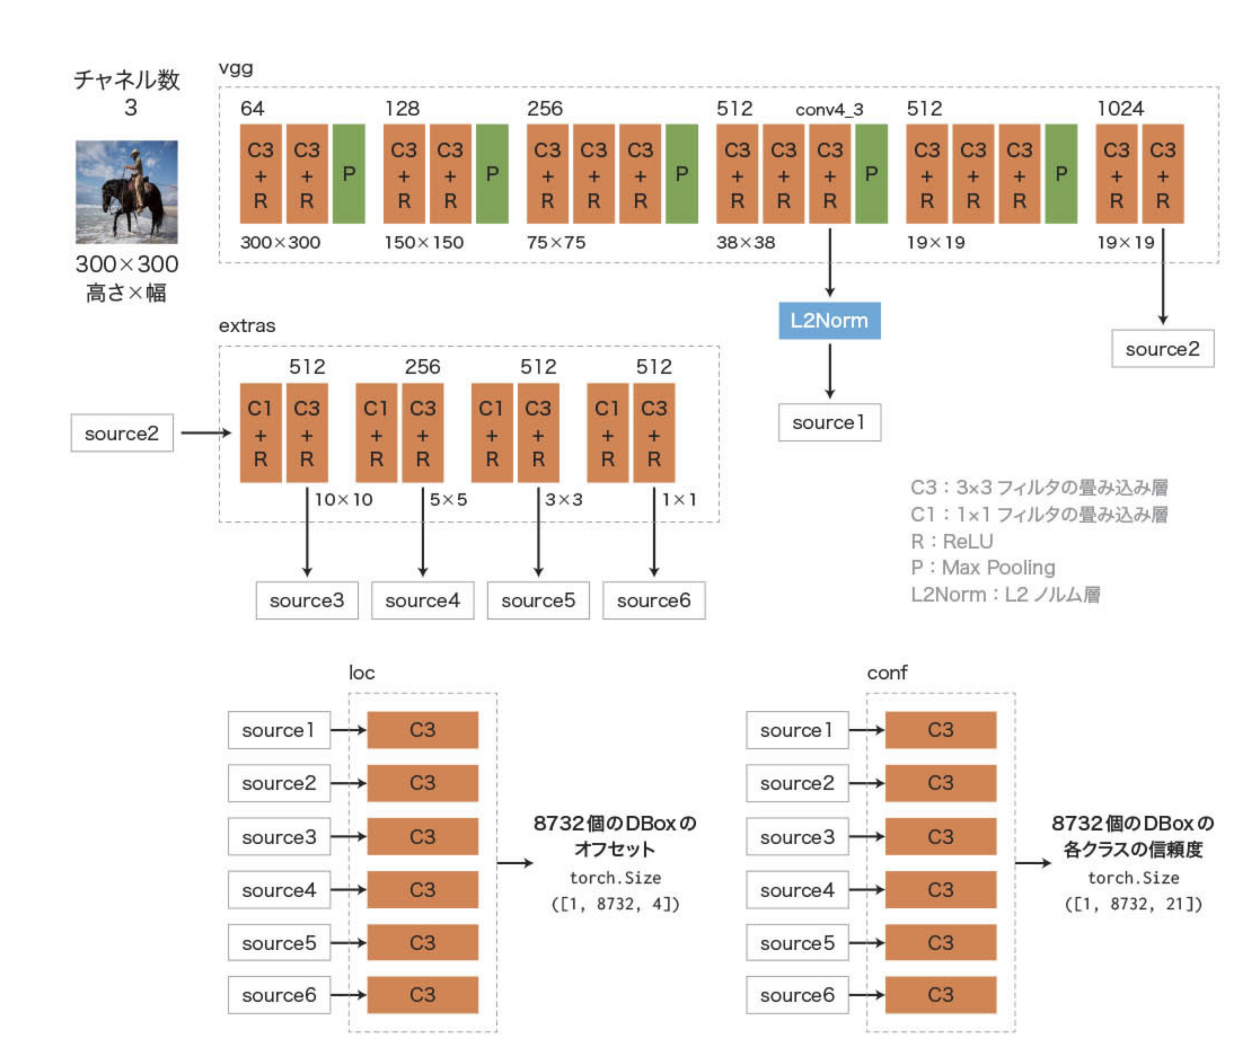 チャネル数
3
300×300
高さ×幅
vgg
64
128
256
512
conv4_3
512
1024
C3
+
R
C3
+
R
P
C3
+
R
C3
+
R
P
C3
+
R
C3
+
R
C3
+
R
P
C3
+
R
C3
+
R
C3
+
R
P
C3
+
R
C3
+
R
C3
+
R
P
C3
+
R
C3
+
R
300×300
150×150
75×75
38×38
19×19
19×19
L2Norm
source1
source2
extras
source2
512
256
512
512
C1
+
R
C3
+
R
C1
+
R
C3
+
R
C1
+
R
C3
+
R
C1
+
R
C3
+
R
10×10
5×5
3×3
1×1
source3
source4
source5
source6
C3：3×3 フィルタの畳み込み層
C1：1×1 フィルタの畳み込み層
R：ReLU
P：Max Pooling
L2Norm：L2 ノルム層
loc
source1
C3
source2
C3
source3
C3
source4
C3
source5
C3
source6
C3
8732個のDBoxの
オフセット
torch.Size
([1, 8732, 4])
conf
source1
C3
source2
C3
source3
C3
source4
C3
source5
C3
source6
C3
8732個のDBoxの
各クラスの信頼度
torch.Size
([1, 8732, 21])